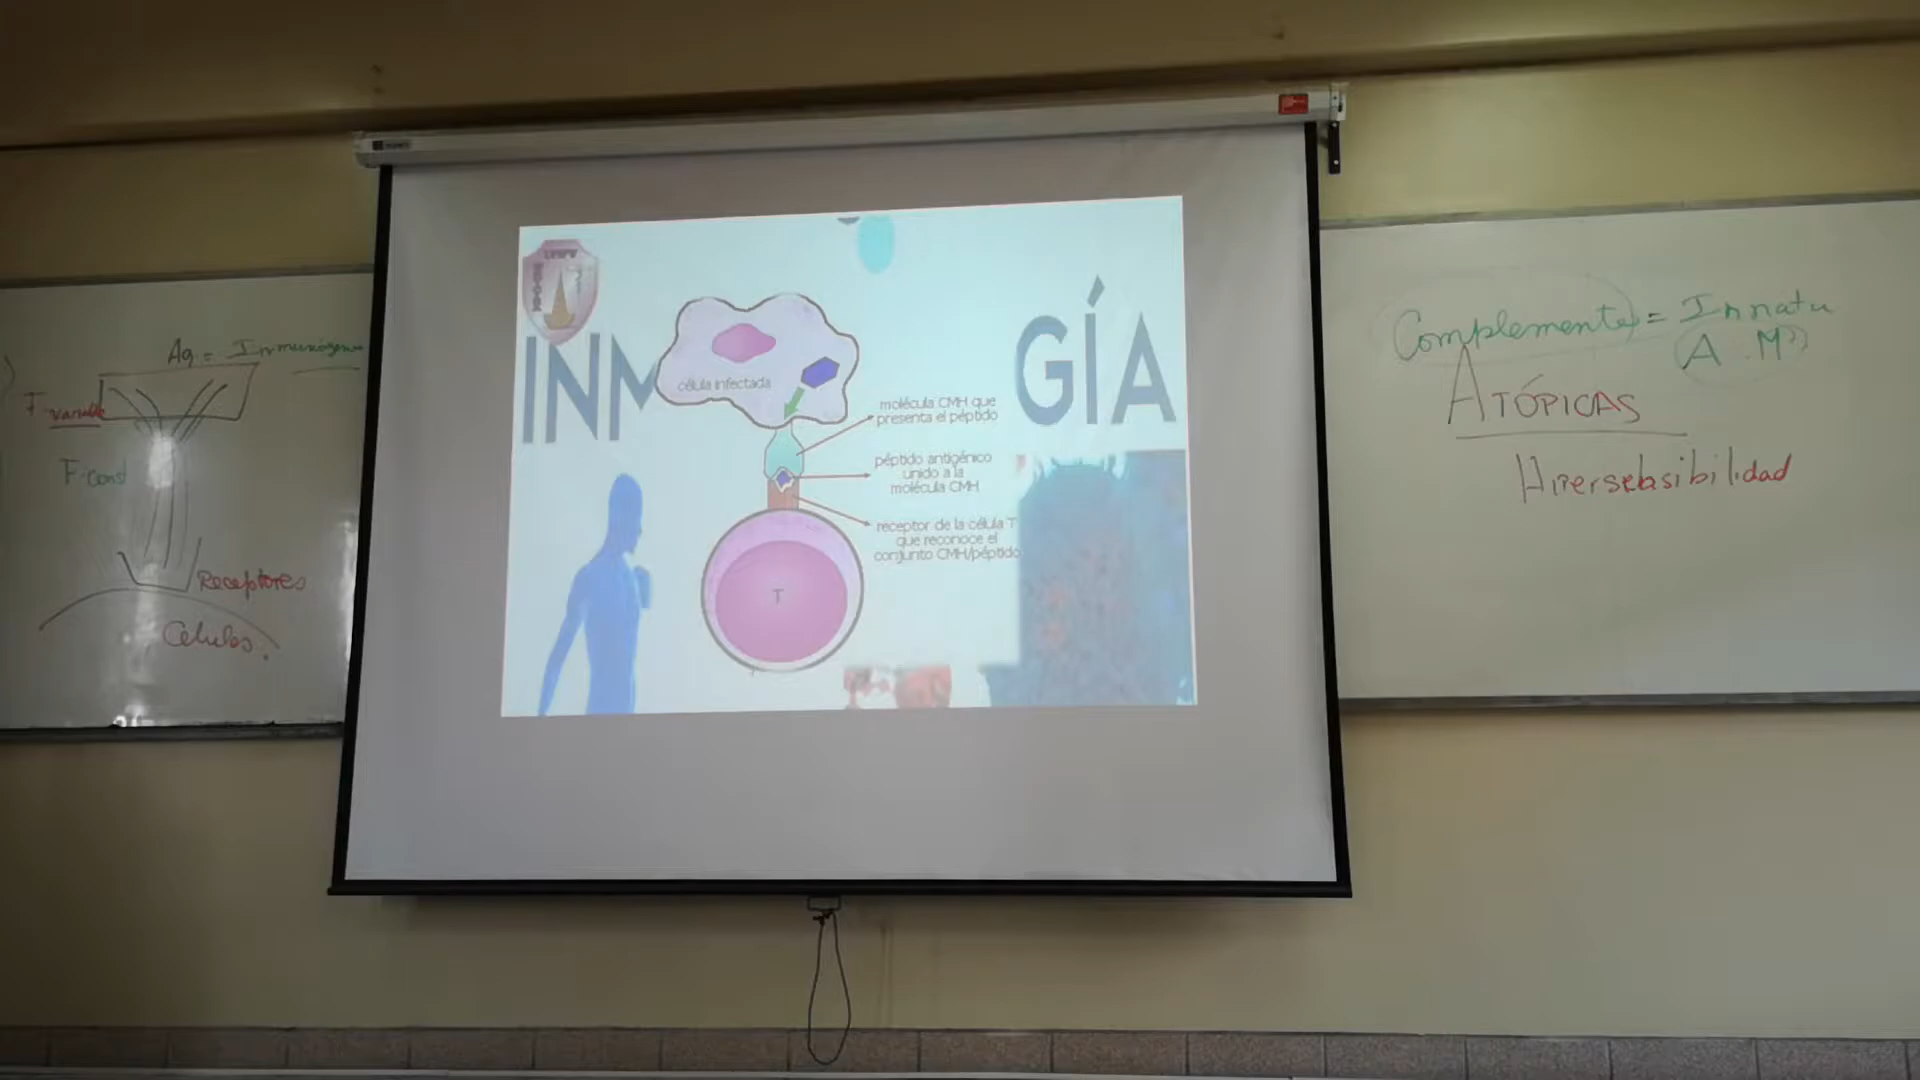 Ag = Inmunógeno
F. variable
F. Const
Receptores
Células.
INM
GÍA
célula infectada
molécula CMH que
presenta el péptido
péptido antigénico
unido a la
molécula CMH
receptor de la célula T
que reconoce el
conjunto CMH/péptido
T
Complemento = Innata
A
ATÓPICAS
Hipersebsibilidad